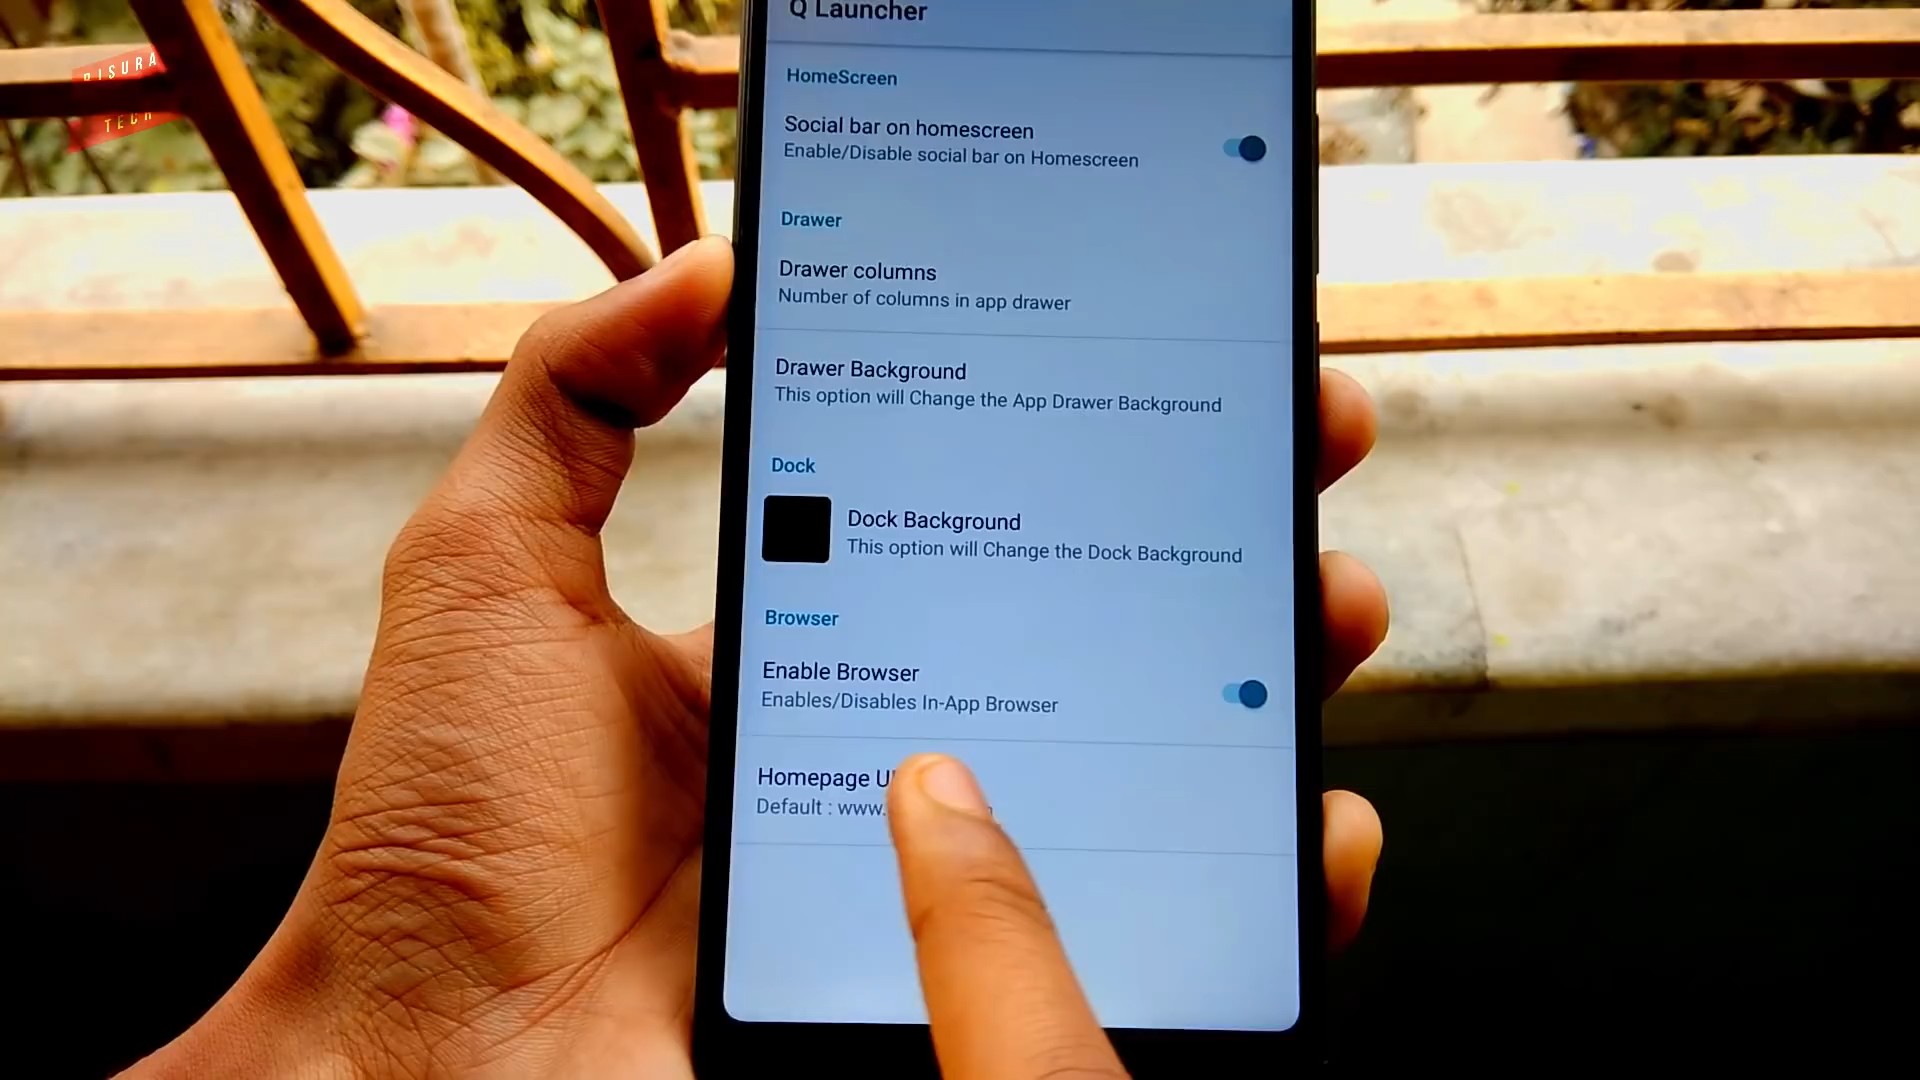 RISURA
TECH
Q Launcher
HomeScreen
Social bar on homescreen
Enable/Disable social bar on Homescreen
Drawer
Drawer columns
Number of columns in app drawer
Drawer Background
This option will Change the App Drawer Background
Dock
Dock Background
This option will Change the Dock Background
Browser
Enable Browser
Enables/Disables In-App Browser
Homepage
Default : www.